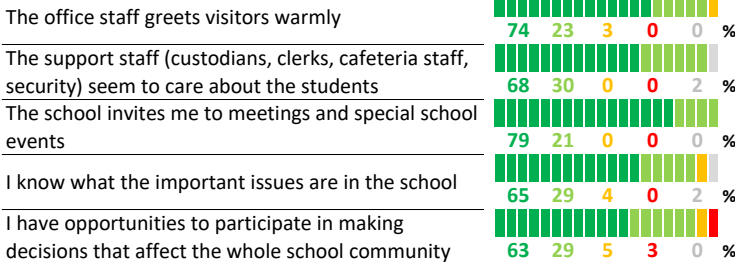 The office staff greets visitors warmly
74 23 3 0 0 %
The support staff (custodians, clerks, cafeteria staff,
security) seem to care about the students
68 30 0 0 2 %
The school invites me to meetings and special school
events
79 21 0 0 0 %
I know what the important issues are in the school
65 29 4 0 2 %
I have opportunities to participate in making
decisions that affect the whole school community
63 29 5 3 0 %